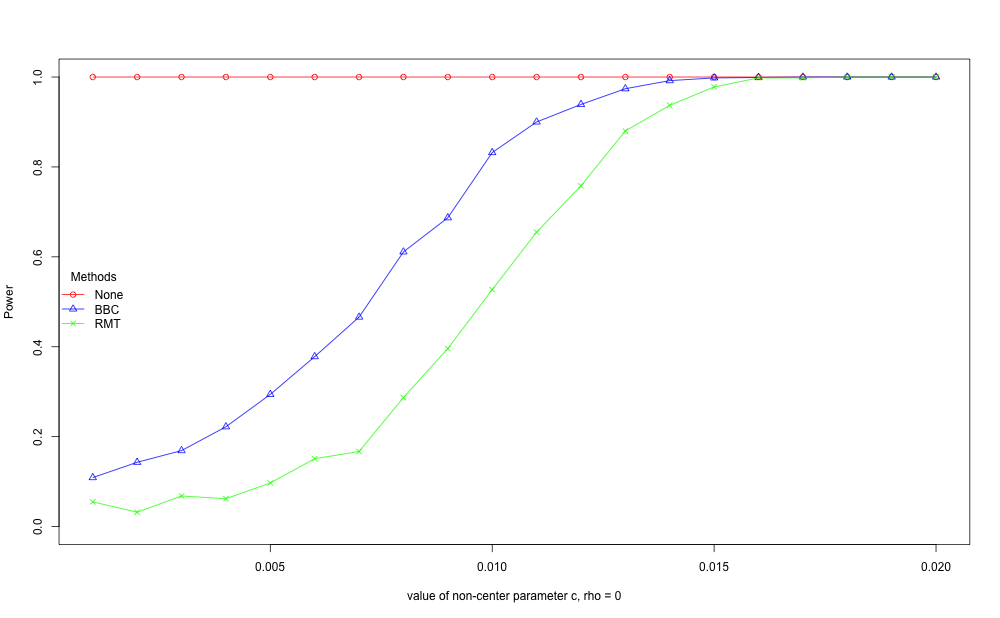 1.0
0.8
0.6
0.4
0.2
0.0
Power
Methods
None
BBC
RMT
0.005 0.010 0.015 0.020
value of non-center parameter c, rho = 0